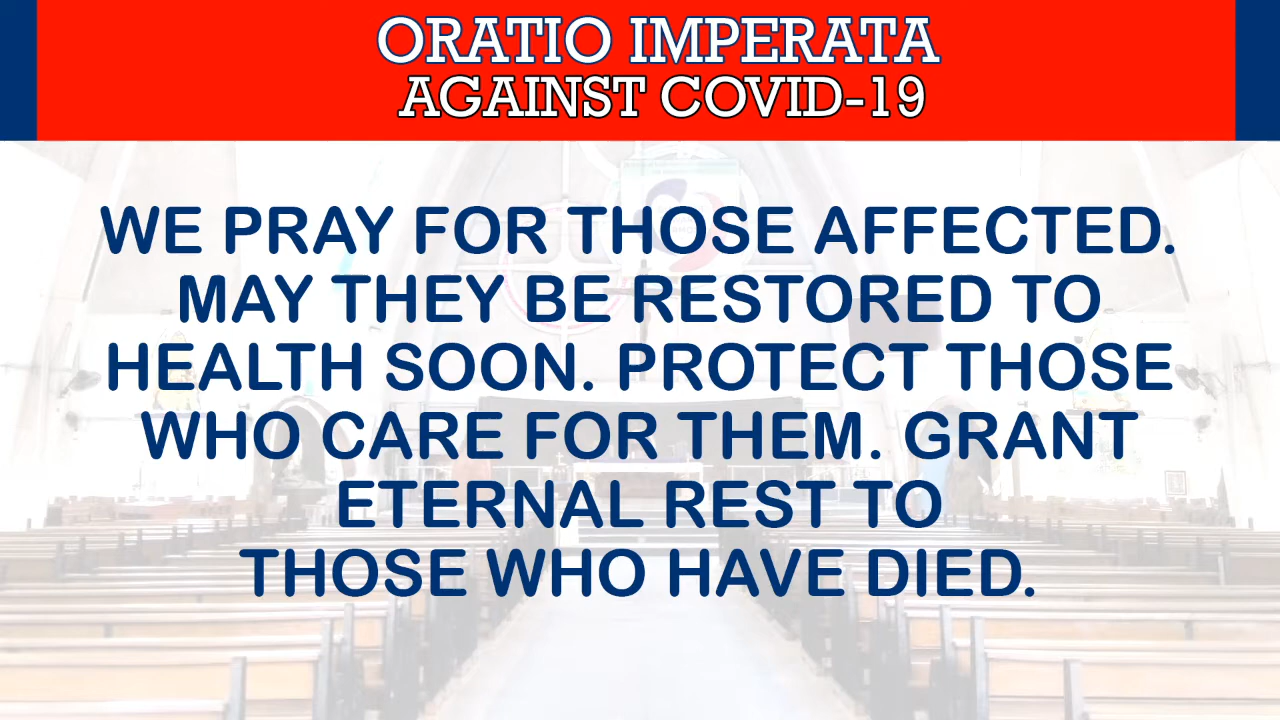 ORATIO IMPERATA
AGAINST COVID-19
WE PRAY FOR THOSE AFFECTED.
MAY THEY BE RESTORED TO
HEALTH SOON. PROTECT THOSE
WHO CARE FOR THEM. GRANT
ETERNAL REST TO
THOSE WHO HAVE DIED.